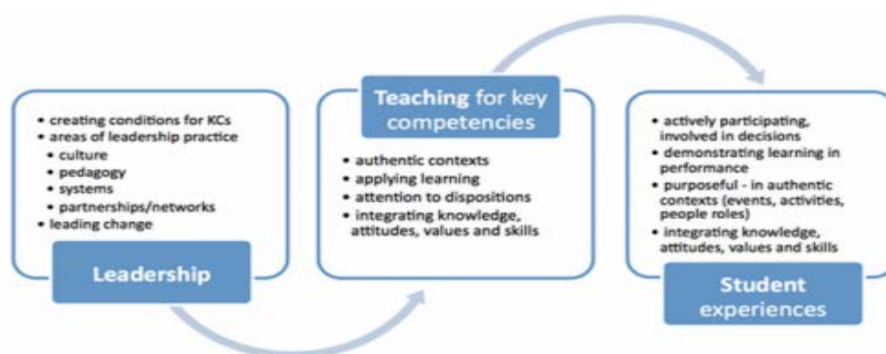 • creating conditions for KCs
• areas of leadership practice
• culture
• pedagogy
• systems
• partnerships/networks
• leading change
Leadership
Teaching for key
competencies
• authentic contexts
• applying learning
• attention to dispositions
• integrating knowledge,
attitudes, values and skills
• actively participating,
involved in decisions
• demonstrating learning in
performance
• purposeful - in authentic
contexts (events, activities,
people roles)
• integrating knowledge,
attitudes, values and skills
Student
experiences